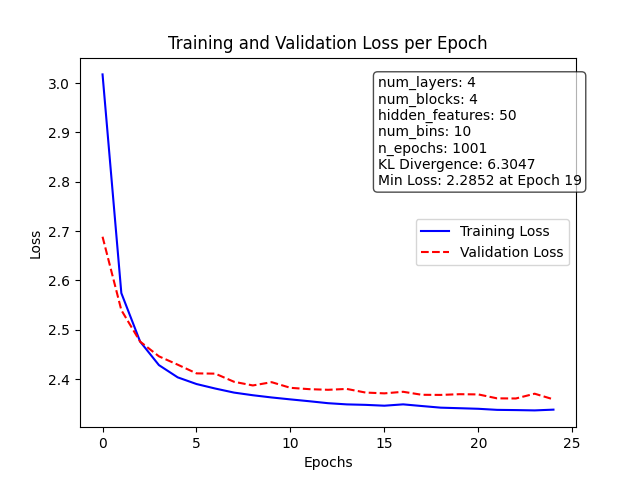 Training and Validation Loss per Epoch
3.0
2.9
2.8
2.7
2.6
2.5
2.4
Loss
num_layers: 4
num_blocks: 4
hidden_features: 50
num_bins: 10
n_epochs: 1001
KL Divergence: 6.3047
Min Loss: 2.2852 at Epoch 19
Training Loss
Validation Loss
0 5 10 15 20 25
Epochs